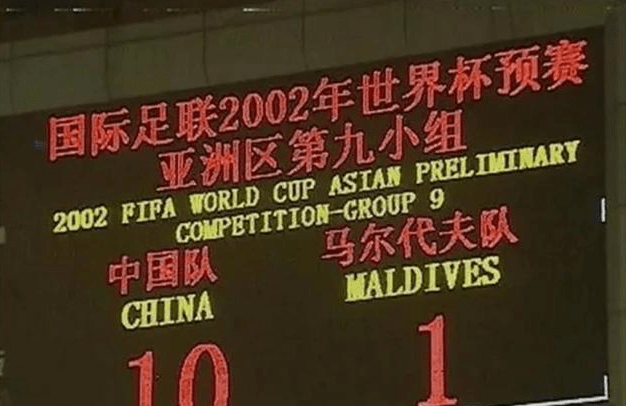 国际足联2002年世界杯预赛
亚洲区第九小组
2002 FIFA WORLD CUP ASIAN PRELIMINARY
COMPETITION-GROUP 9
中国队 马尔代夫队
CHINA MALDIVES
10 1